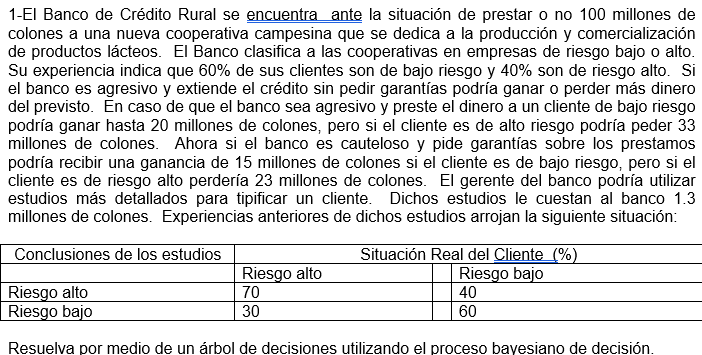 1-El Banco de Crédito Rural se encuentra ante la situación de prestar o no 100 millones de
colones a una nueva cooperativa campesina que se dedica a la producción y comercialización
de productos lácteos. El Banco clasifica a las cooperativas en empresas de riesgo bajo o alto.
Su experiencia indica que 60% de sus clientes son de bajo riesgo y 40% son de riesgo alto. Si
el banco es agresivo y extiende el crédito sin pedir garantías podría ganar o perder más dinero
del previsto. En caso de que el banco sea agresivo y preste el dinero a un cliente de bajo riesgo
podría ganar hasta 20 millones de colones, pero si el cliente es de alto riesgo podría peder 33
millones de colones. Ahora si el banco es cauteloso y pide garantías sobre los prestamos
podría recibir una ganancia de 15 millones de colones si el cliente es de bajo riesgo, pero si el
cliente es de riesgo alto perdería 23 millones de colones. El gerente del banco podría utilizar
estudios más detallados para tipificar un cliente. Dichos estudios le cuestan al banco 1.3
millones de colones. Experiencias anteriores de dichos estudios arrojan la siguiente situación:
Conclusiones de los estudios Situación Real del Cliente (%)
Riesgo alto Riesgo bajo
Riesgo alto 70 40
Riesgo bajo 30 60
Resuelva por medio de un árbol de decisiones utilizando el proceso bayesiano de decisión.